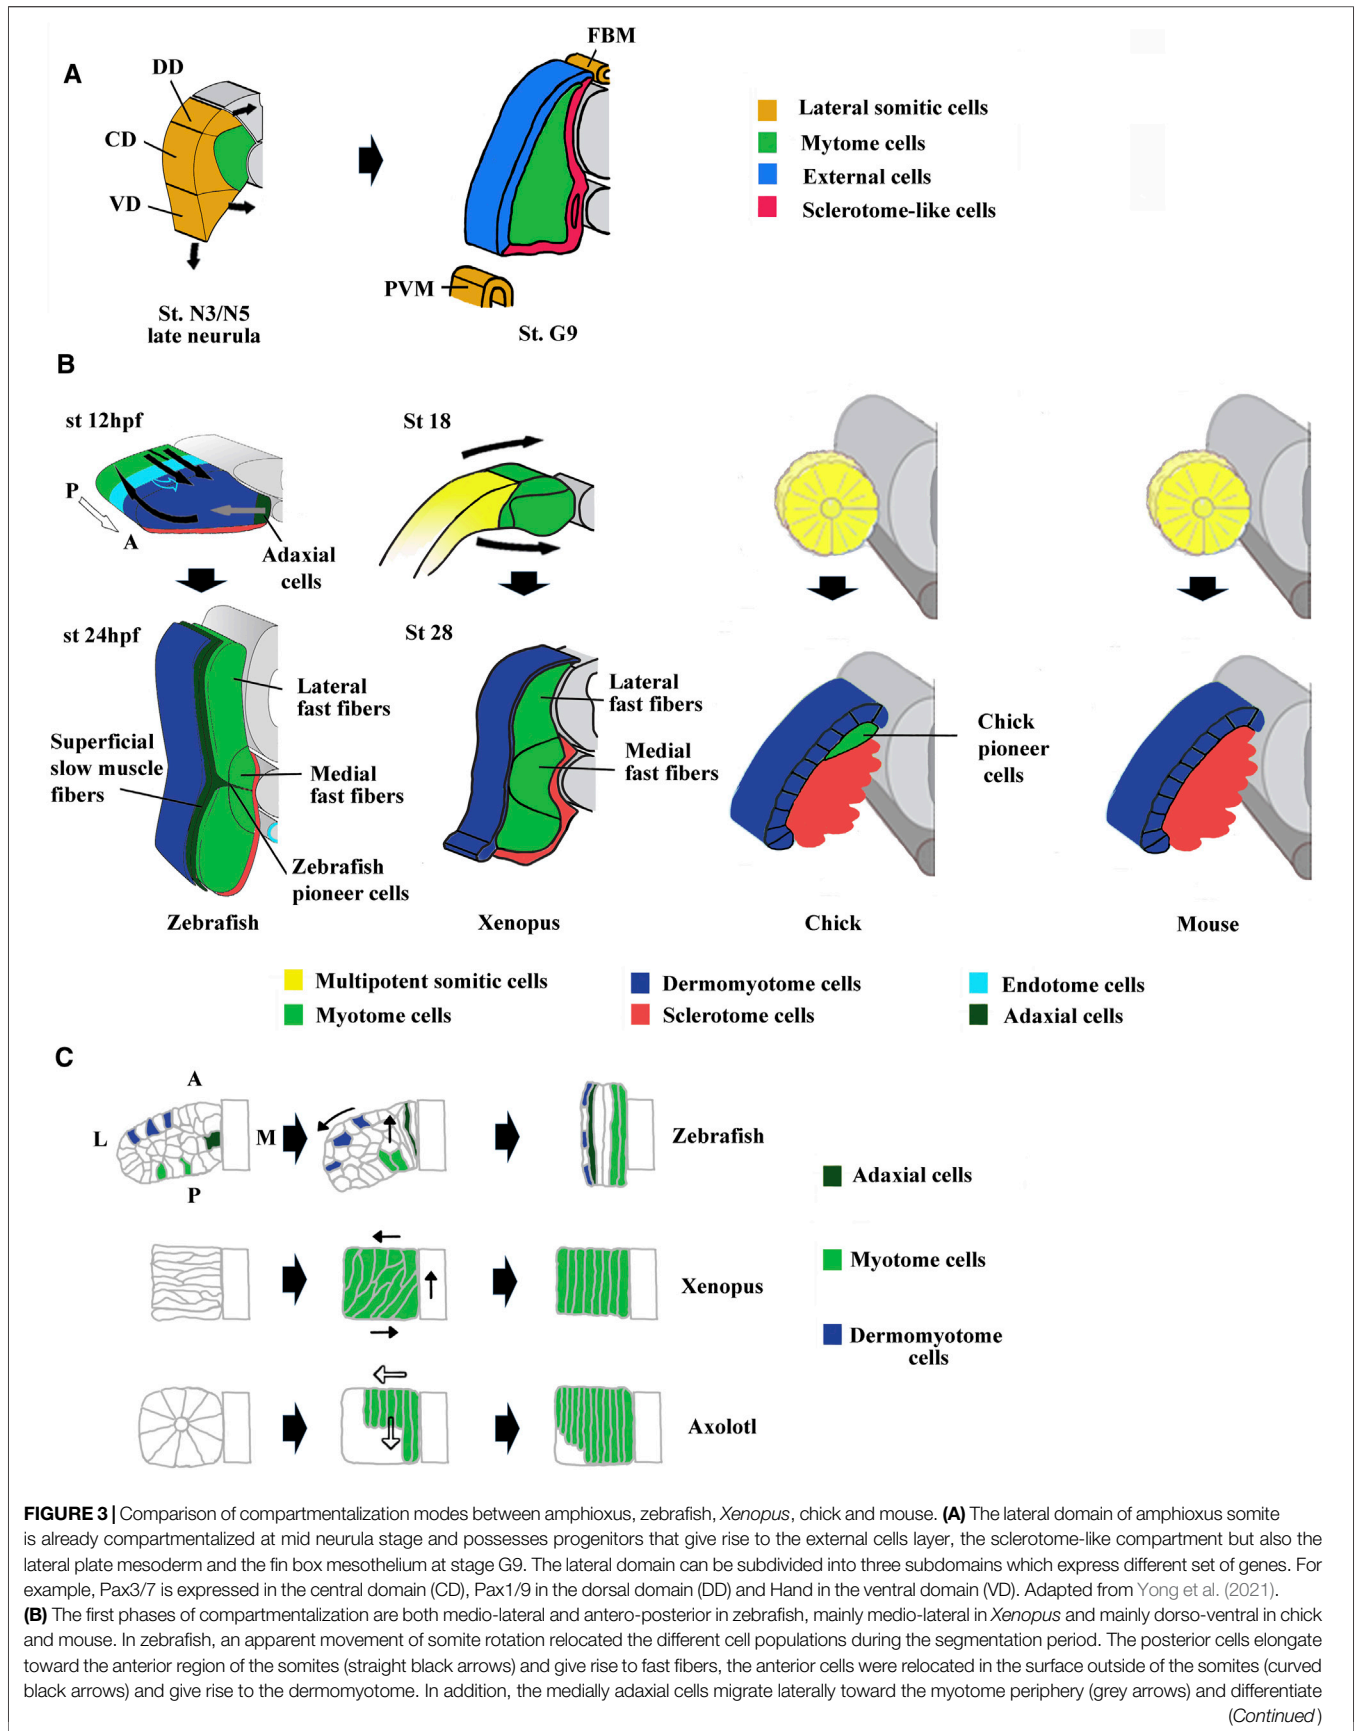 A
DD
CD
VD
St. N3/N5
late neurula
FBM
PVM
St. G9
Lateral somitic cells
Mytome cells
External cells
Sclerotome-like cells
B
st 12hpf
P
A
Adaxial
cells
St 18
st 24hpf
Lateral
fast fibers
Superficial
slow muscle
fibers
Medial
fast fibers
Zebrafish
pioneer cells
Zebrafish
St 28
Lateral
fast fibers
Medial
fast fibers
Xenopus
Chick
pioneer
cells
Chick
Mouse
Multipotent somitic cells
Myotome cells
Dermomyotome cells
Sclerotome cells
Endotome cells
Adaxial cells
C
A
L
M
P
Zebrafish
Xenopus
Axolotl
Adaxial cells
Myotome cells
Dermomyotome
cells
FIGURE 3 | Comparison of compartmentalization modes between amphioxus, zebrafish, Xenopus, chick and mouse. (A) The lateral domain of amphioxus somite
is already compartmentalized at mid neurula stage and possesses progenitors that give rise to the external cells layer, the sclerotome-like compartment but also the
lateral plate mesoderm and the fin box mesothelium at stage G9. The lateral domain can be subdivided into three subdomains which express different set of genes. For
example, Pax3/7 is expressed in the central domain (CD), Pax1/9 in the dorsal domain (DD) and Hand in the ventral domain (VD). Adapted from Yong et al. (2021).
(B) The first phases of compartmentalization are both medio-lateral and antero-posterior in zebrafish, mainly medio-lateral in Xenopus and mainly dorso-ventral in chick
and mouse. In zebrafish, an apparent movement of somite rotation relocated the different cell populations during the segmentation period. The posterior cells elongate
toward the anterior region of the somites (straight black arrows) and give rise to fast fibers, the anterior cells were relocated in the surface outside of the somites (curved
black arrows) and give rise to the dermomyotome. In addition, the medially adaxial cells migrate laterally toward the myotome periphery (grey arrows) and differentiate
(Continued)